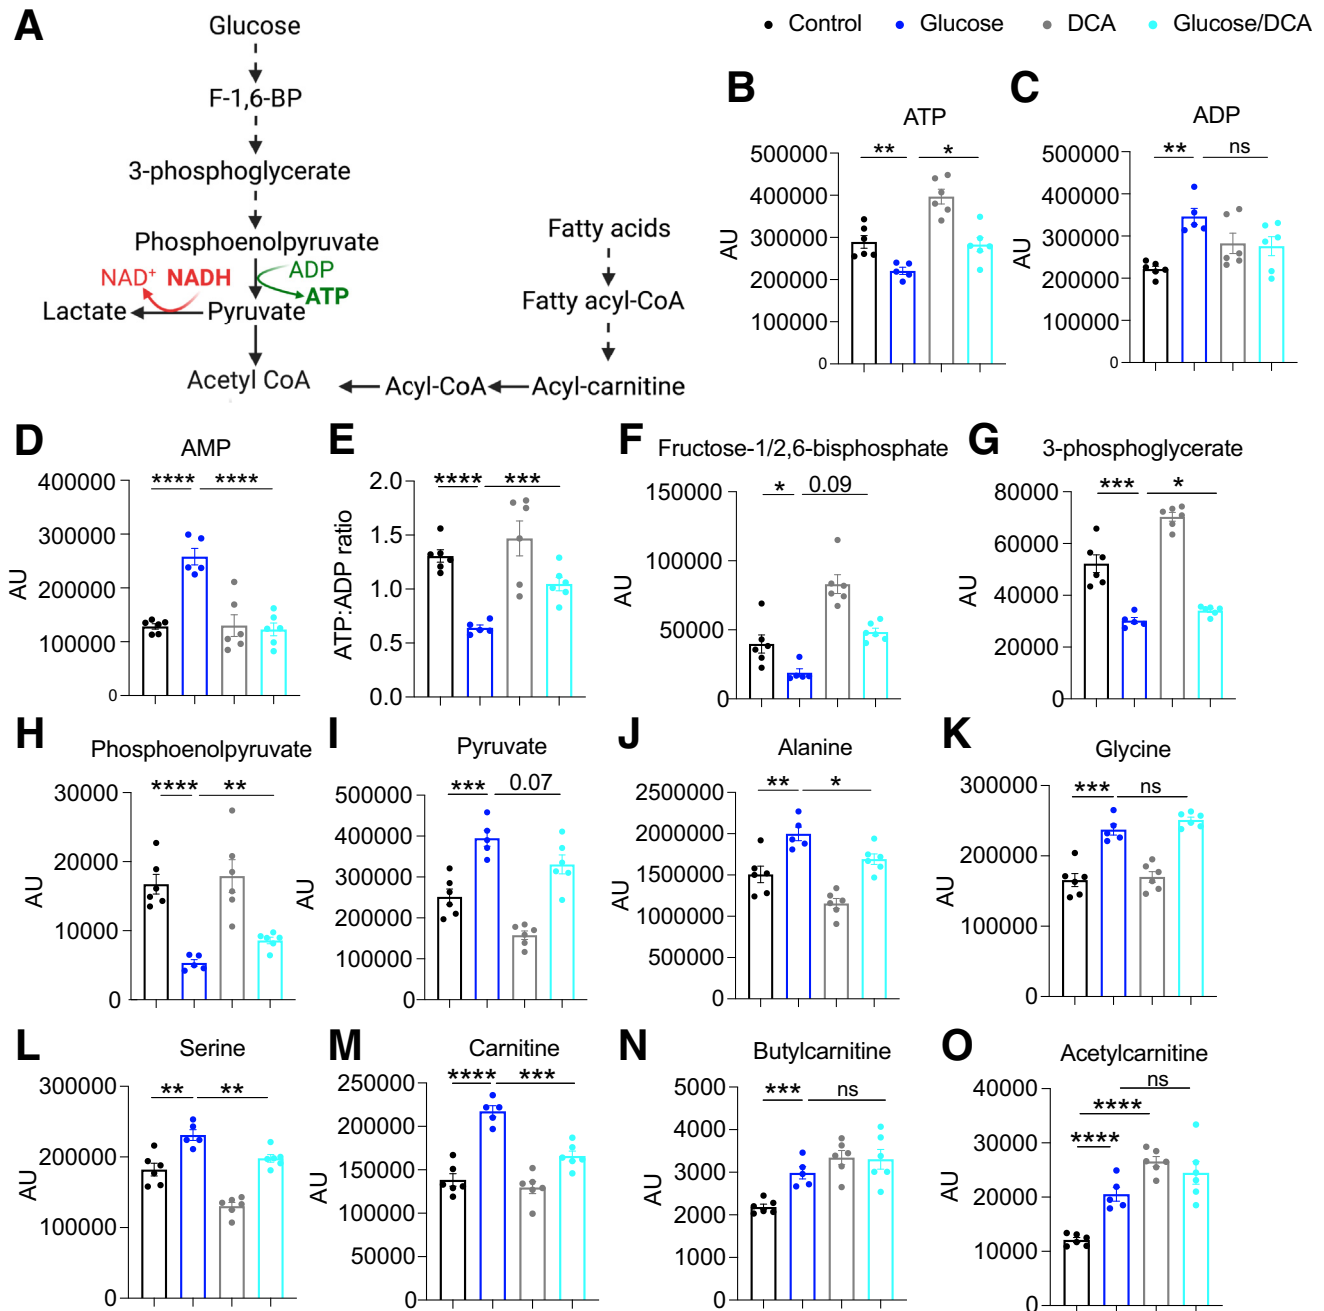 A
Glucose
F-1,6-BP
3-phosphoglycerate
Phosphoenolpyruvate
NAD⁺ NADH
ADP
ATP
Lactate
Pyruvate
Acetyl CoA
Fatty acids
Fatty acyl-CoA
Acyl-carnitine
Acyl-CoA
Control
Glucose
DCA
Glucose/DCA
B
ATP
** *
AU
500000
400000
300000
200000
100000
0
C
ADP
** ns
AU
500000
400000
300000
200000
100000
0
D
AMP
**** ****
AU
400000
300000
200000
100000
0
E
**** ***
ATP:ADP ratio
2.0
1.5
1.0
0.5
0.0
F
Fructose-1/2,6-bisphosphate
* 0.09
AU
150000
100000
50000
0
G
3-phosphoglycerate
*** *
AU
80000
60000
40000
20000
0
H
Phosphoenolpyruvate
**** **
AU
30000
20000
10000
0
I
Pyruvate
*** 0.07
AU
500000
400000
300000
200000
100000
0
J
Alanine
** *
AU
2500000
2000000
1500000
1000000
500000
0
K
Glycine
*** ns
AU
300000
200000
100000
0
L
Serine
** **
AU
300000
200000
100000
0
M
Carnitine
**** ***
AU
250000
200000
150000
100000
50000
0
N
Butylcarnitine
*** ns
AU
5000
4000
3000
2000
1000
0
O
Acetylcarnitine
ns
****
****
AU
40000
30000
20000
10000
0